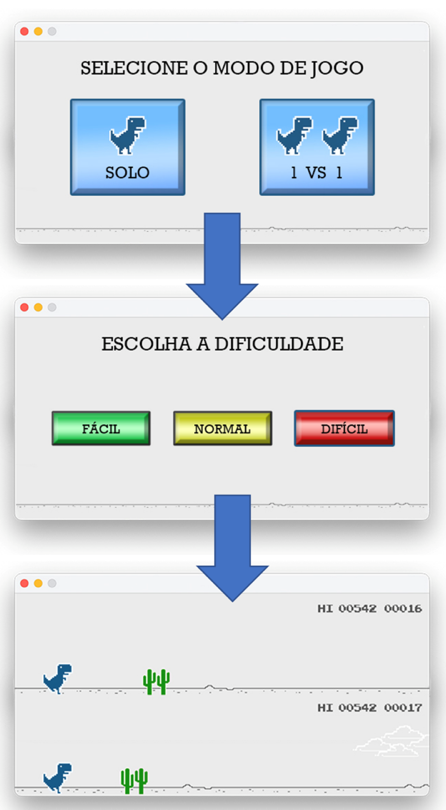 SELECIONE O MODO DE JOGO
SOLO
1 VS 1
ESCOLHA A DIFICULDADE
FÁCIL
NORMAL
DIFÍCIL
HI 00542 00016
HI 00542 00017